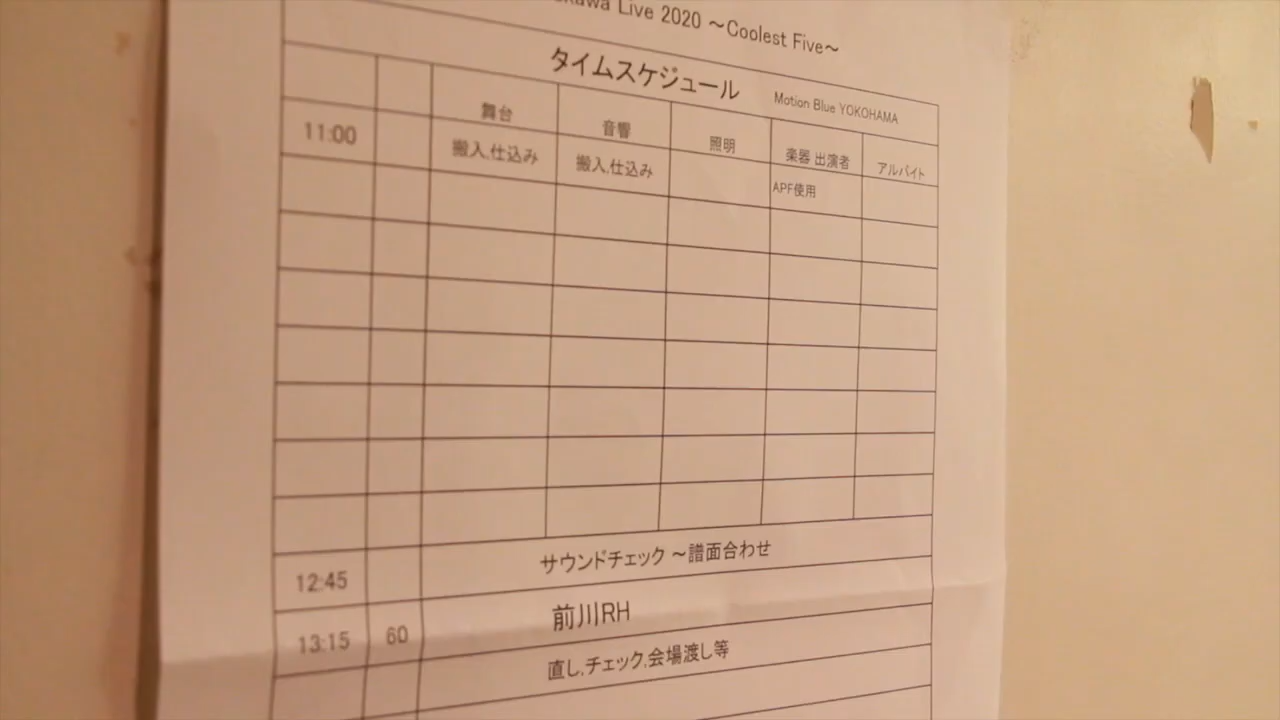 Live 2020 ～Coolest Five～
タイムスケジュール Motion Blue YOKOHAMA
舞台 音響 照明 楽器 出演者 アルバイト
11:00 搬入,仕込み 搬入,仕込み APF使用
12:45 サウンドチェック ～譜面合わせ
13:15 60 前川RH
直し,チェック,会場渡し等